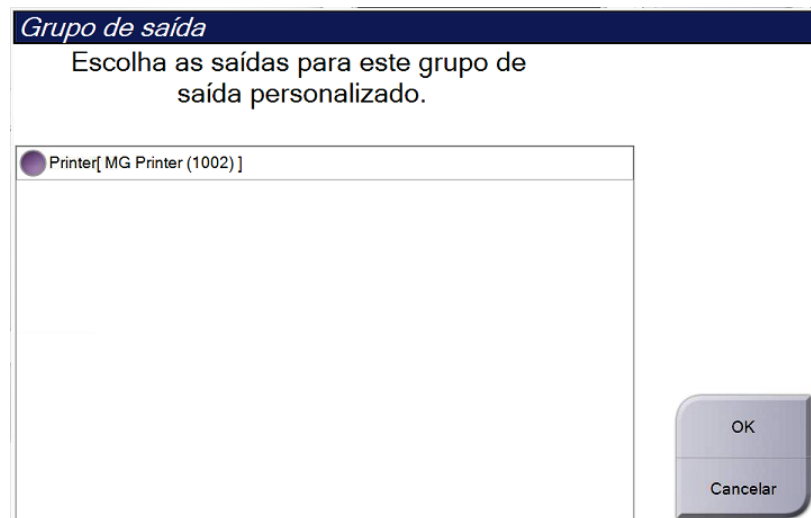 Grupo de saída
Escolha as saídas para este grupo de
saída personalizado.
Printer[ MG Printer (1002) ]
OK
Cancelar